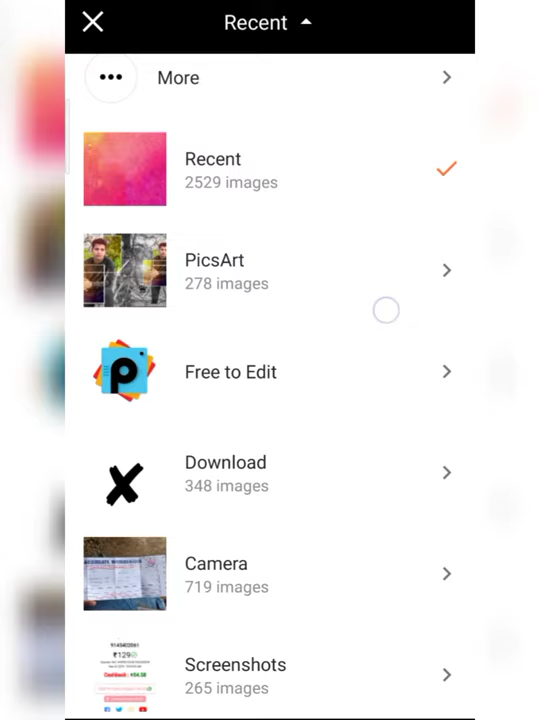 Recent
More
Recent
2529 images
PicsArt
278 images
Free to Edit
Download
348 images
Camera
719 images
₹129
Screenshots
265 images